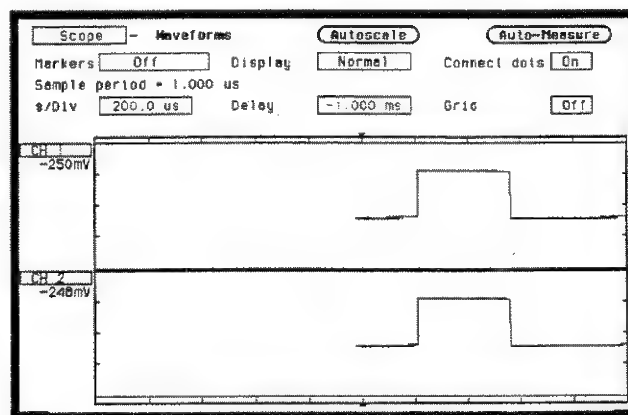 Scope - Waveforms Autoscale Auto-Measure
Markers Off Display Normal Connect dots On
Sample period = 1.000 us
s/Div 200.0 us Delay -1.000 ms Grid Off
CH 1
-250mV
CH 2
-248mV